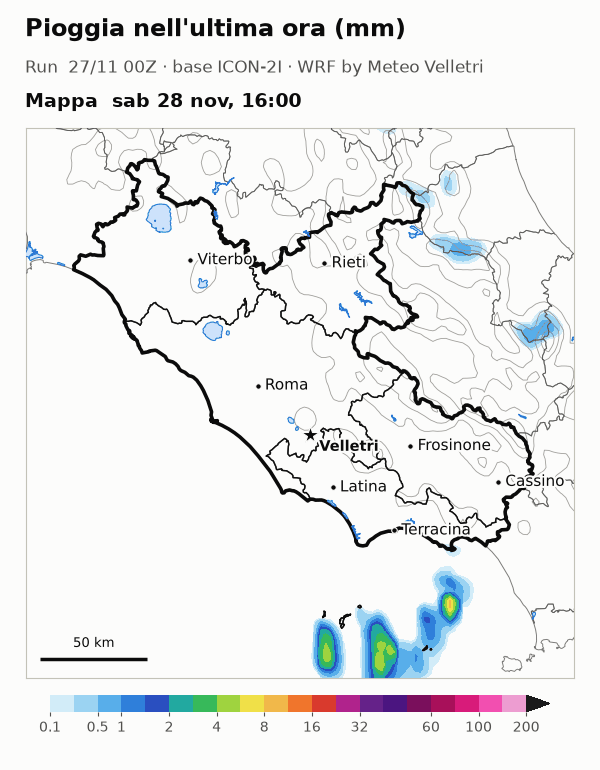 Pioggia nell'ultima ora (mm)
Run  27/11 00Z · base ICON-2I · WRF by Meteo Velletri
Mappa  sab 28 nov, 16:00
Viterbo
Rieti
Roma
Velletri
Frosinone
Latina
Cassino
Terracina
50 km
0.1 0.5 1 2 4 8 16 32 60 100 200